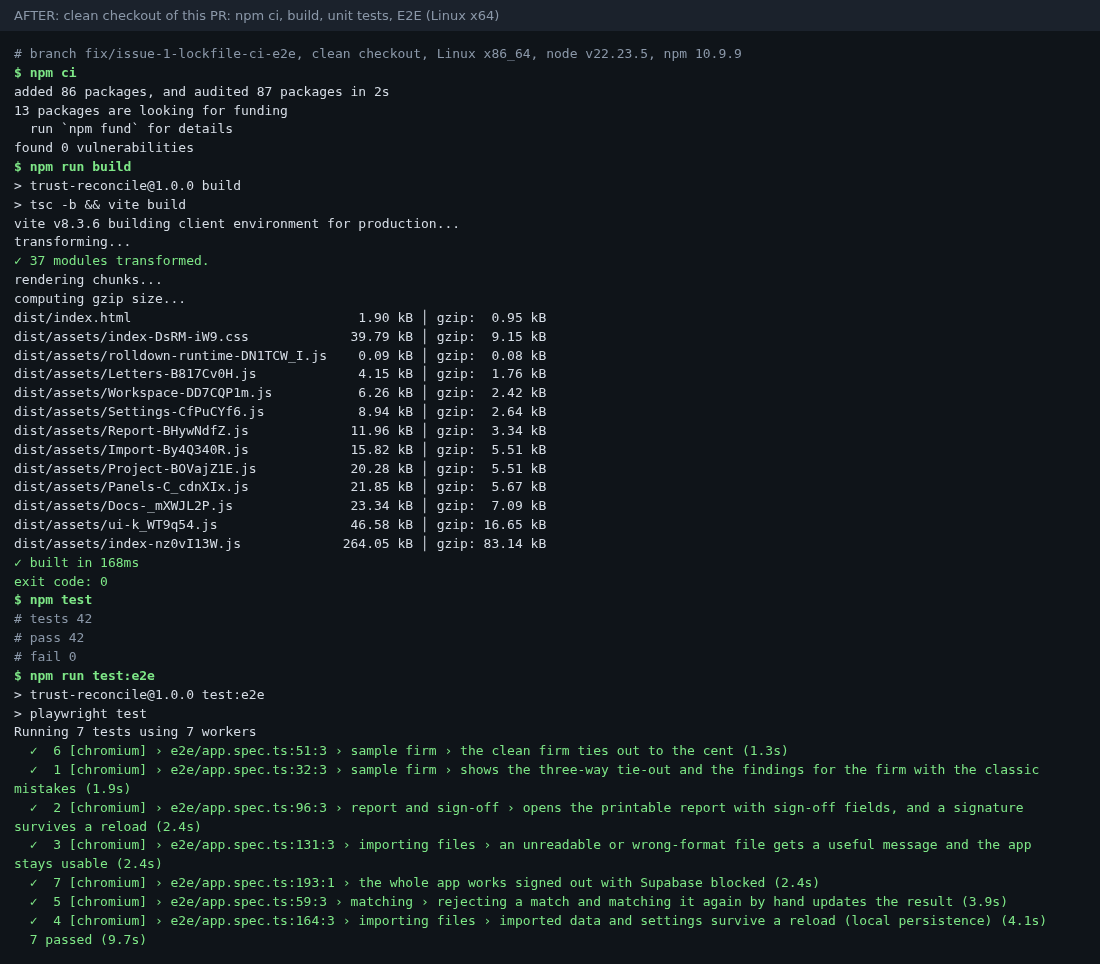 AFTER: clean checkout of this PR: npm ci, build, unit tests, E2E (Linux x64)
# branch fix/issue-1-lockfile-ci-e2e, clean checkout, Linux x86_64, node v22.23.5, npm 10.9.9
$ npm ci
added 86 packages, and audited 87 packages in 2s
13 packages are looking for funding
  run `npm fund` for details
found 0 vulnerabilities
$ npm run build
> trust-reconcile@1.0.0 build
> tsc -b && vite build
vite v8.3.6 building client environment for production...
transforming...
✓ 37 modules transformed.
rendering chunks...
computing gzip size...
dist/index.html                             1.90 kB │ gzip:  0.95 kB
dist/assets/index-DsRM-iW9.css             39.79 kB │ gzip:  9.15 kB
dist/assets/rolldown-runtime-DN1TCW_I.js    0.09 kB │ gzip:  0.08 kB
dist/assets/Letters-B817Cv0H.js             4.15 kB │ gzip:  1.76 kB
dist/assets/Workspace-DD7CQP1m.js           6.26 kB │ gzip:  2.42 kB
dist/assets/Settings-CfPuCYf6.js            8.94 kB │ gzip:  2.64 kB
dist/assets/Report-BHywNdfZ.js             11.96 kB │ gzip:  3.34 kB
dist/assets/Import-By4Q340R.js             15.82 kB │ gzip:  5.51 kB
dist/assets/Project-BOVajZ1E.js            20.28 kB │ gzip:  5.51 kB
dist/assets/Panels-C_cdnXIx.js             21.85 kB │ gzip:  5.67 kB
dist/assets/Docs-_mXWJL2P.js               23.34 kB │ gzip:  7.09 kB
dist/assets/ui-k_WT9q54.js                 46.58 kB │ gzip: 16.65 kB
dist/assets/index-nz0vI13W.js             264.05 kB │ gzip: 83.14 kB
✓ built in 168ms
exit code: 0
$ npm test
# tests 42
# pass 42
# fail 0
$ npm run test:e2e
> trust-reconcile@1.0.0 test:e2e
> playwright test
Running 7 tests using 7 workers
  ✓  6 [chromium] › e2e/app.spec.ts:51:3 › sample firm › the clean firm ties out to the cent (1.3s)
  ✓  1 [chromium] › e2e/app.spec.ts:32:3 › sample firm › shows the three-way tie-out and the findings for the firm with the classic
mistakes (1.9s)
  ✓  2 [chromium] › e2e/app.spec.ts:96:3 › report and sign-off › opens the printable report with sign-off fields, and a signature
survives a reload (2.4s)
  ✓  3 [chromium] › e2e/app.spec.ts:131:3 › importing files › an unreadable or wrong-format file gets a useful message and the app
stays usable (2.4s)
  ✓  7 [chromium] › e2e/app.spec.ts:193:1 › the whole app works signed out with Supabase blocked (2.4s)
  ✓  5 [chromium] › e2e/app.spec.ts:59:3 › matching › rejecting a match and matching it again by hand updates the result (3.9s)
  ✓  4 [chromium] › e2e/app.spec.ts:164:3 › importing files › imported data and settings survive a reload (local persistence) (4.1s)
  7 passed (9.7s)